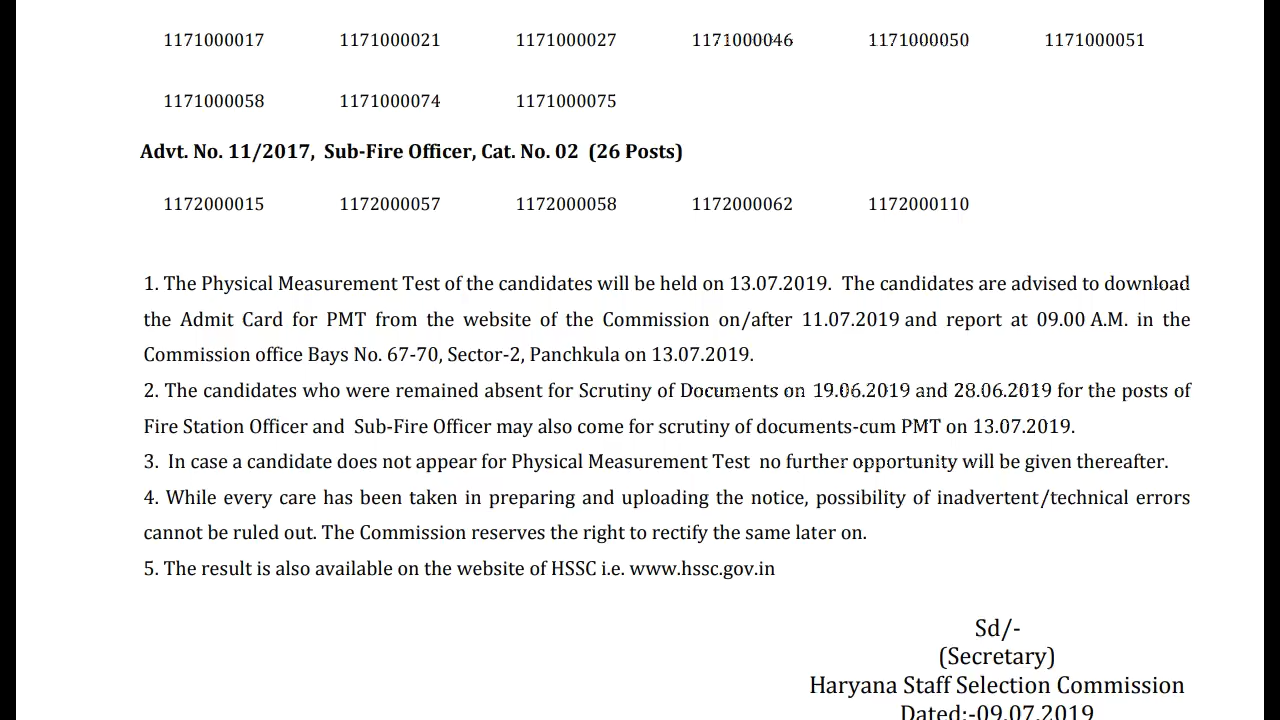 1171000017 1171000021 1171000027 1171000046 1171000050 1171000051
1171000058 1171000074 1171000075
Advt. No. 11/2017, Sub-Fire Officer, Cat. No. 02 (26 Posts)
1172000015 1172000057 1172000058 1172000062 1172000110
1. The Physical Measurement Test of the candidates will be held on 13.07.2019. The candidates are advised to download
the Admit Card for PMT from the website of the Commission on/after 11.07.2019 and report at 09.00 A.M. in the
Commission office Bays No. 67-70, Sector-2, Panchkula on 13.07.2019.
2. The candidates who were remained absent for Scrutiny of Documents on 19.06.2019 and 28.06.2019 for the posts of
Fire Station Officer and Sub-Fire Officer may also come for scrutiny of documents-cum PMT on 13.07.2019.
3. In case a candidate does not appear for Physical Measurement Test no further opportunity will be given thereafter.
4. While every care has been taken in preparing and uploading the notice, possibility of inadvertent/technical errors
cannot be ruled out. The Commission reserves the right to rectify the same later on.
5. The result is also available on the website of HSSC i.e. www.hssc.gov.in
Sd/-
(Secretary)
Haryana Staff Selection Commission
Dated:-09.07.2019